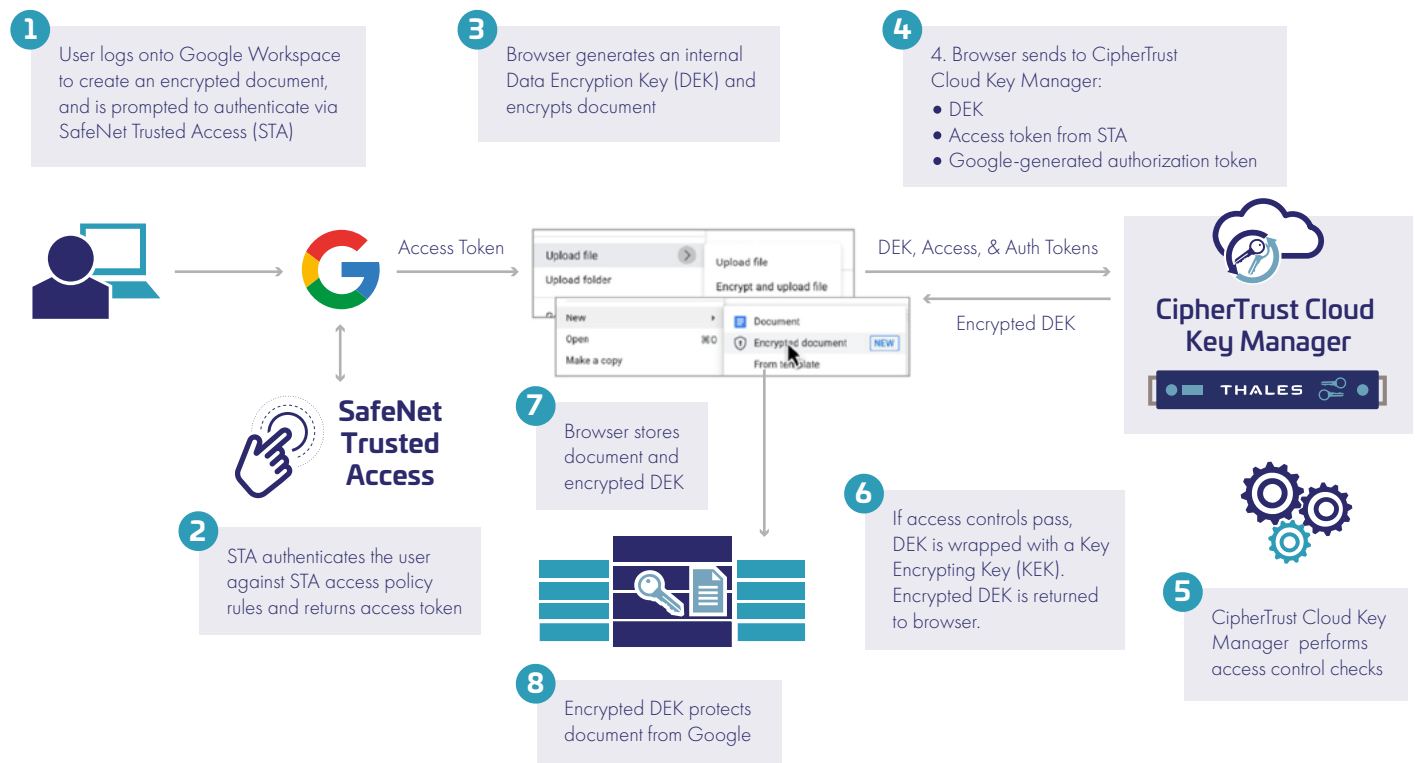 1
User logs onto Google Workspace
to create an encrypted document,
and is prompted to authenticate via
SafeNet Trusted Access (STA)
3
Browser generates an internal
Data Encryption Key (DEK) and
encrypts document
4
4. Browser sends to CipherTrust
Cloud Key Manager:
• DEK
• Access token from STA
• Google-generated authorization token
Access Token
Upload file
Upload folder
Upload file
Encrypt and upload file
New
Open ⌘O
Make a copy
Document
Encrypted document NEW
From template
DEK, Access, & Auth Tokens
Encrypted DEK
CipherTrust Cloud
Key Manager
THALES
SafeNet
Trusted
Access
2
STA authenticates the user
against STA access policy
rules and returns access token
7
Browser stores
document and
encrypted DEK
6
If access controls pass,
DEK is wrapped with a Key
Encrypting Key (KEK).
Encrypted DEK is returned
to browser.
5
CipherTrust Cloud Key
Manager performs
access control checks
8
Encrypted DEK protects
document from Google